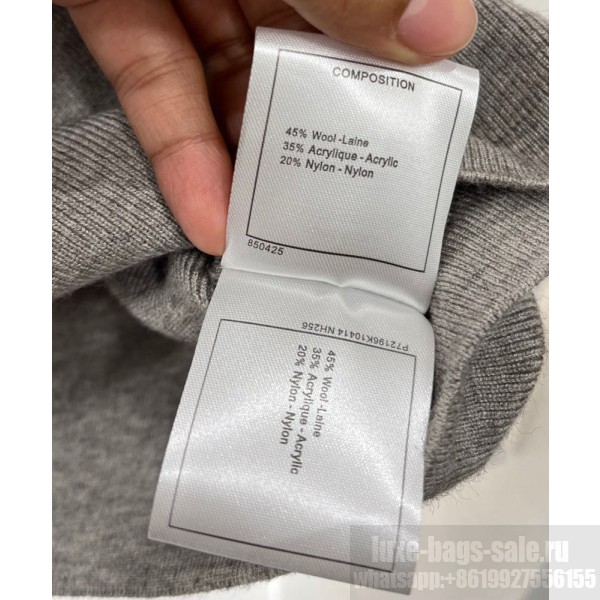 COMPOSITION
45% Wool -Laine
35% Acrylique - Acrylic
20% Nylon - Nylon
850425
P72196K10414 NH256
45% Wool -Laine
35% Acrylique - Acrylic
20% Nylon - Nylon
luxe-bags-sale.ru
whatsapp:+8619927556155